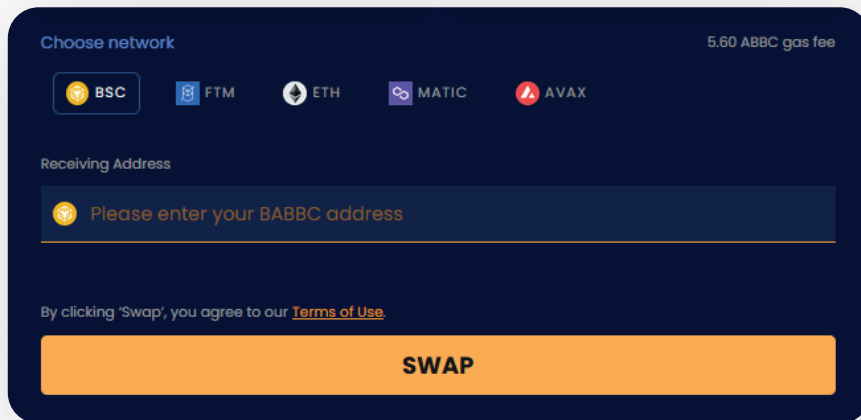 Choose network
5.60 ABBC gas fee
BSC FTM ETH MATIC AVAX
Receiving Address
Please enter your BABBC address
By clicking 'Swap', you agree to our Terms of Use.
SWAP